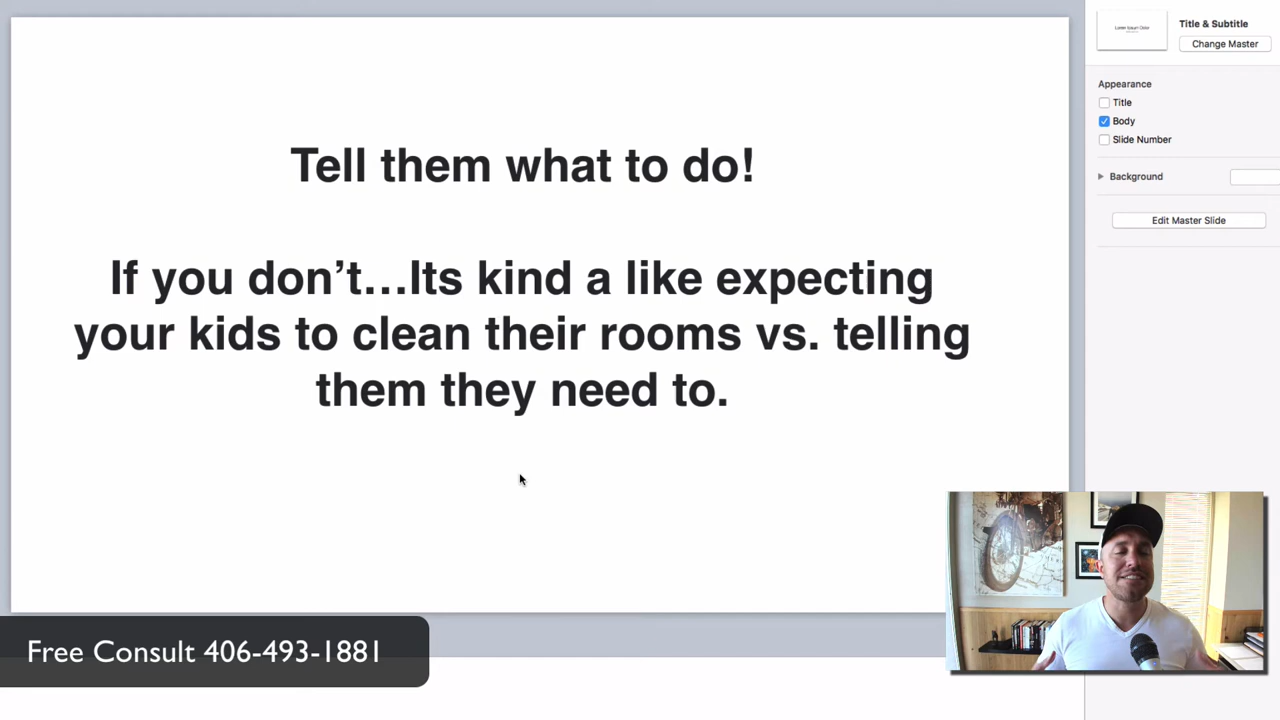 Tell them what to do!
If you don’t…Its kind a like expecting
your kids to clean their rooms vs. telling
them they need to.
Title & Subtitle
Change Master
Appearance
Title
Body
Slide Number
Background
Edit Master Slide
Free Consult 406-493-1881